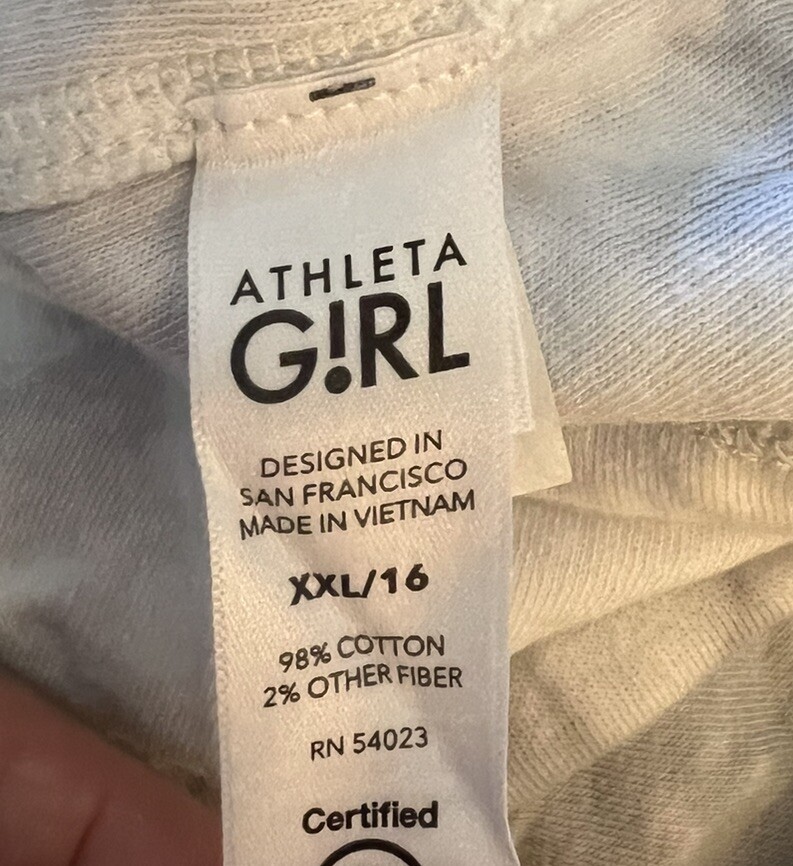 ATHLETA
G!RL
DESIGNED IN
SAN FRANCISCO
MADE IN VIETNAM
XXL/16
98% COTTON
2% OTHER FIBER
RN 54023
Certified